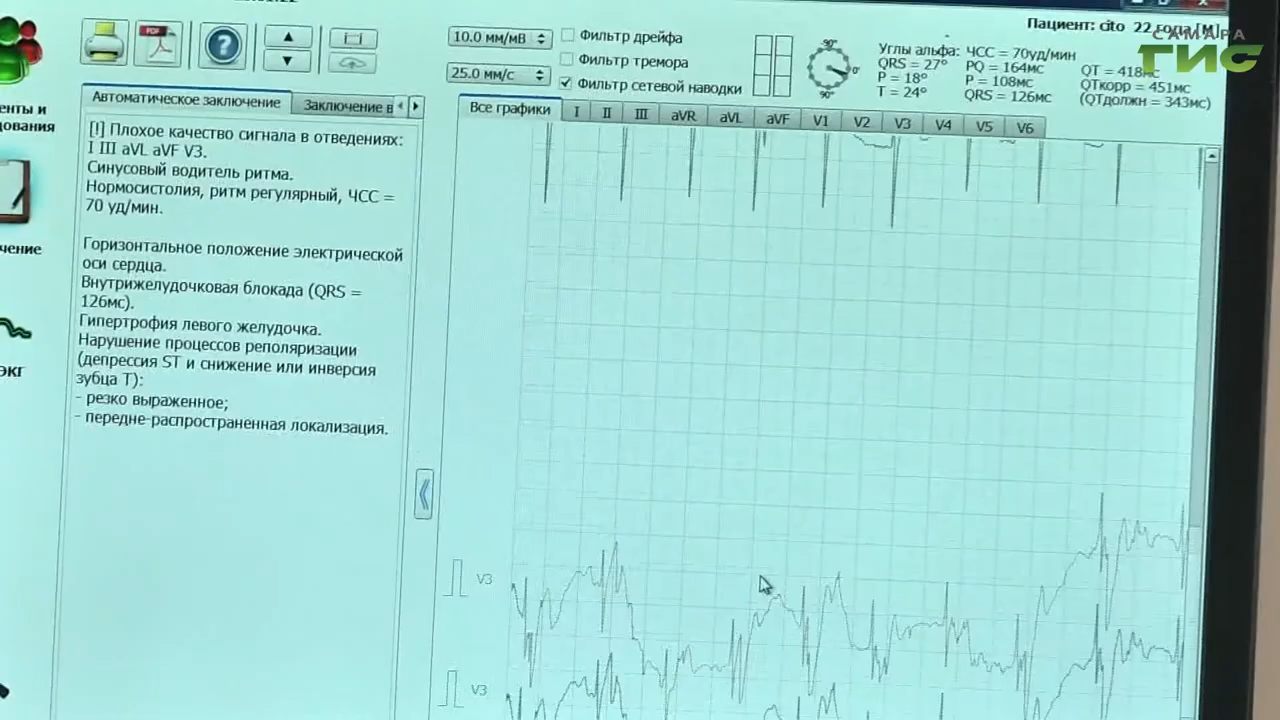 Пациент: cito 22 года [М]
САМАРА
ГИС
10.0 мм/мВ
Фильтр дрейфа
Фильтр тремора
25.0 мм/с
Фильтр сетевой наводки
PDF
90°
0°
90°
Углы альфа:
QRS = 27°
P = 18°
T = 24°
ЧСС = 70уд/мин
PQ = 164мс
P = 108мс
QRS = 126мс
QT = 418мс
QTкорр = 451мс
(QTдолжн = 343мс)
Автоматическое заключение
Заключение в
Все графики
I
II
III
aVR
aVL
aVF
V1
V2
V3
V4
V5
V6
енты и
дования
чение
ЭКГ
[!] Плохое качество сигнала в отведениях:
I III aVL aVF V3.
Синусовый водитель ритма.
Нормосистолия, ритм регулярный, ЧСС =
70 уд/мин.
Горизонтальное положение электрической
оси сердца.
Внутрижелудочковая блокада (QRS =
126мс).
Гипертрофия левого желудочка.
Нарушение процессов реполяризации
(депрессия ST и снижение или инверсия
зубца T):
- резко выраженное;
- передне-распространенная локализация.
V3
V3